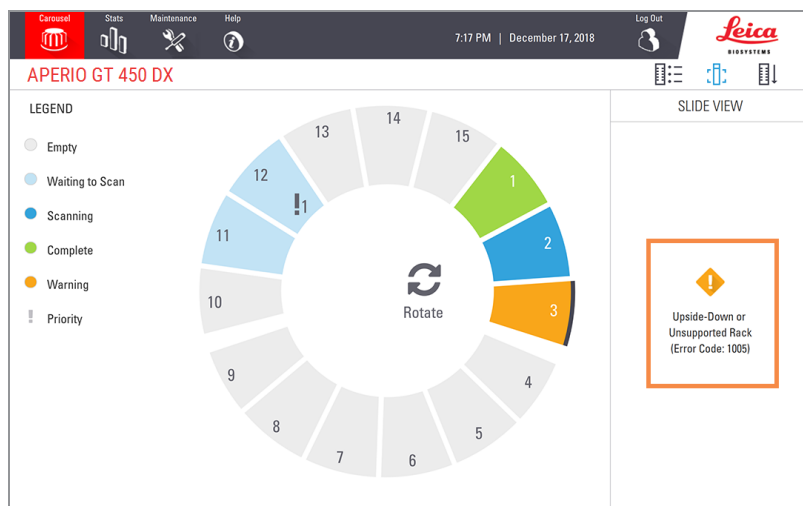 Carousel
Stats
Maintenance
Help
7:17 PM | December 17, 2018
Log Out
Leica
BIOSYSTEMS
APERIO GT 450 DX
LEGEND
Empty
Waiting to Scan
Scanning
Complete
Warning
Priority
13
14
15
12
!1
1
11
2
10
Rotate
3
9
4
8
5
7
6
SLIDE VIEW
Upside-Down or
Unsupported Rack
(Error Code: 1005)